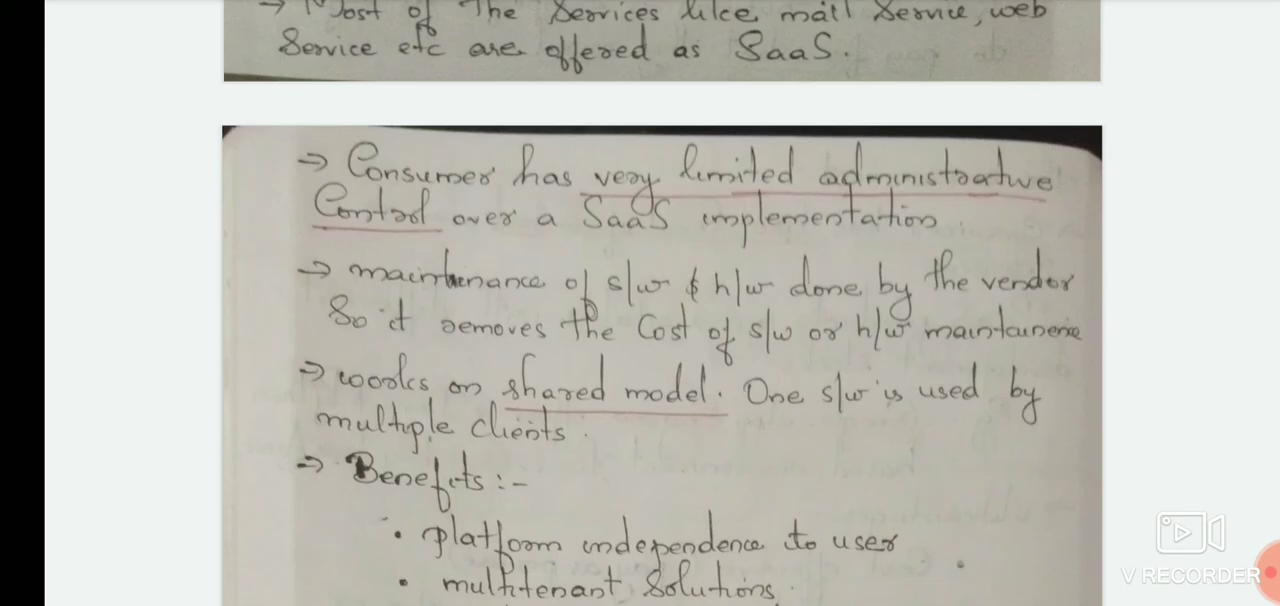 → Most of The Services like mail Service, web
Service etc are offered as SaaS.
⇒ Consumer has very limited administrative
Control over a SaaS implementation
→ maintenance of s/w & h/w done by the vendor
So it removes the Cost of s/w or h/w maintainence
⇒ works on shared model. One s/w is used by
multiple clients.
⇒ Benefits :-
• platform independence to user
• multitenant Solutions.
V RECORDER